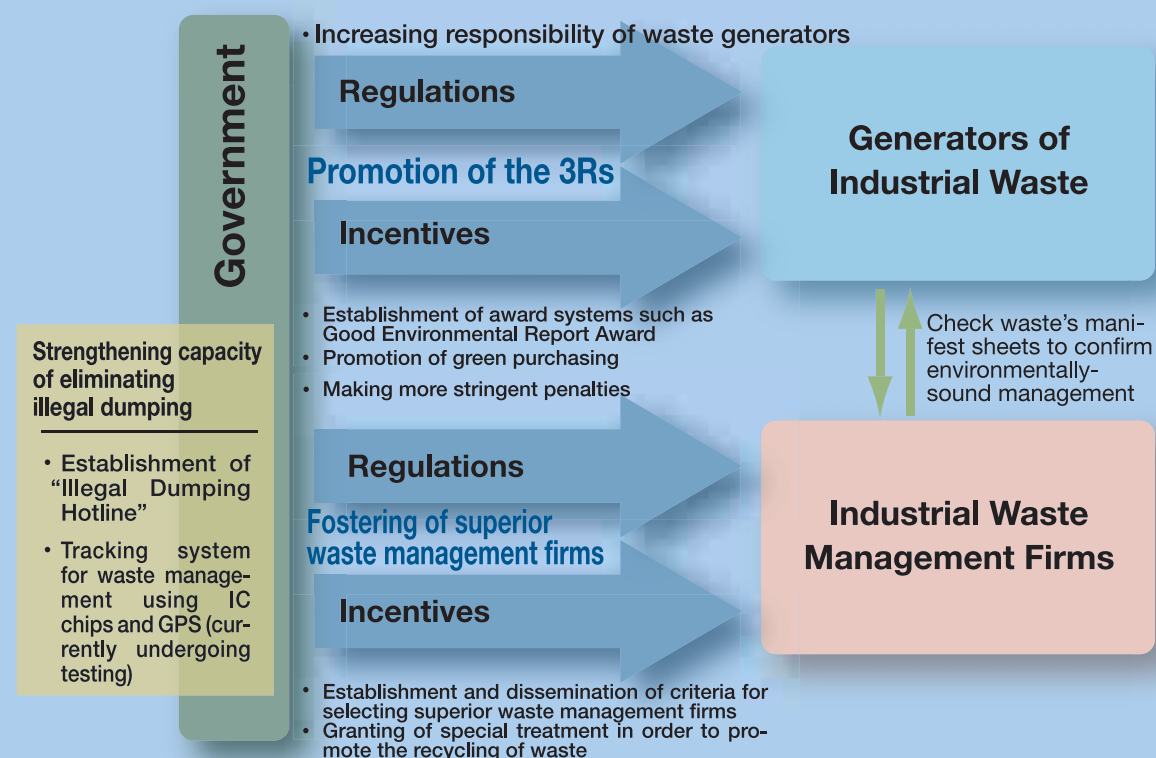 Government
• Increasing responsibility of waste generators
Regulations
Promotion of the 3Rs
Incentives
• Establishment of award systems such as
Good Environmental Report Award
• Promotion of green purchasing
• Making more stringent penalties
Regulations
Fostering of superior
waste management firms
Incentives
• Establishment and dissemination of criteria for
selecting superior waste management firms
• Granting of special treatment in order to pro-
mote the recycling of waste
Strengthening capacity
of eliminating
illegal dumping
• Establishment of
“Illegal Dumping
Hotline”
• Tracking system
for waste manage-
ment using IC
chips and GPS (cur-
rently undergoing
testing)
Generators of
Industrial Waste
Check waste’s mani-
fest sheets to confirm
environmentally-
sound management
Industrial Waste
Management Firms